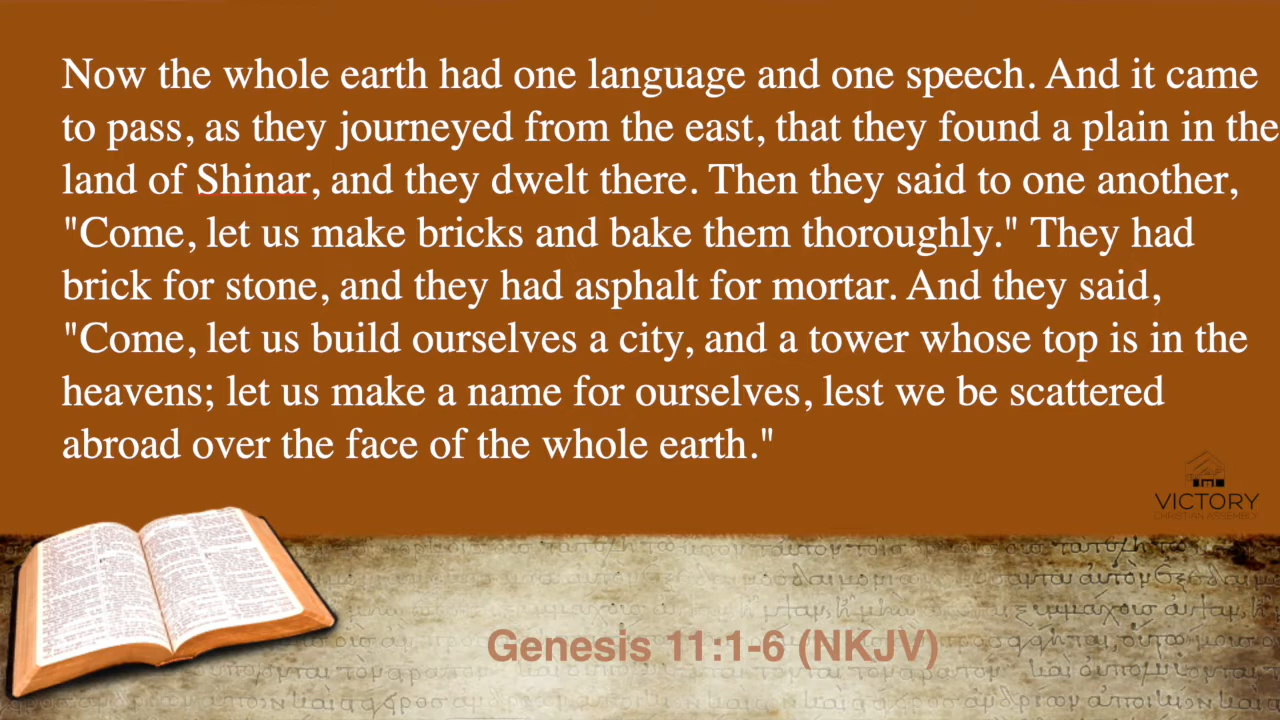 Now the whole earth had one language and one speech. And it came
to pass, as they journeyed from the east, that they found a plain in the
land of Shinar, and they dwelt there. Then they said to one another,
"Come, let us make bricks and bake them thoroughly." They had
brick for stone, and they had asphalt for mortar. And they said,
"Come, let us build ourselves a city, and a tower whose top is in the
heavens; let us make a name for ourselves, lest we be scattered
abroad over the face of the whole earth."
VICTORY
CHRISTIAN ASSEMBLY
Genesis 11:1-6 (NKJV)